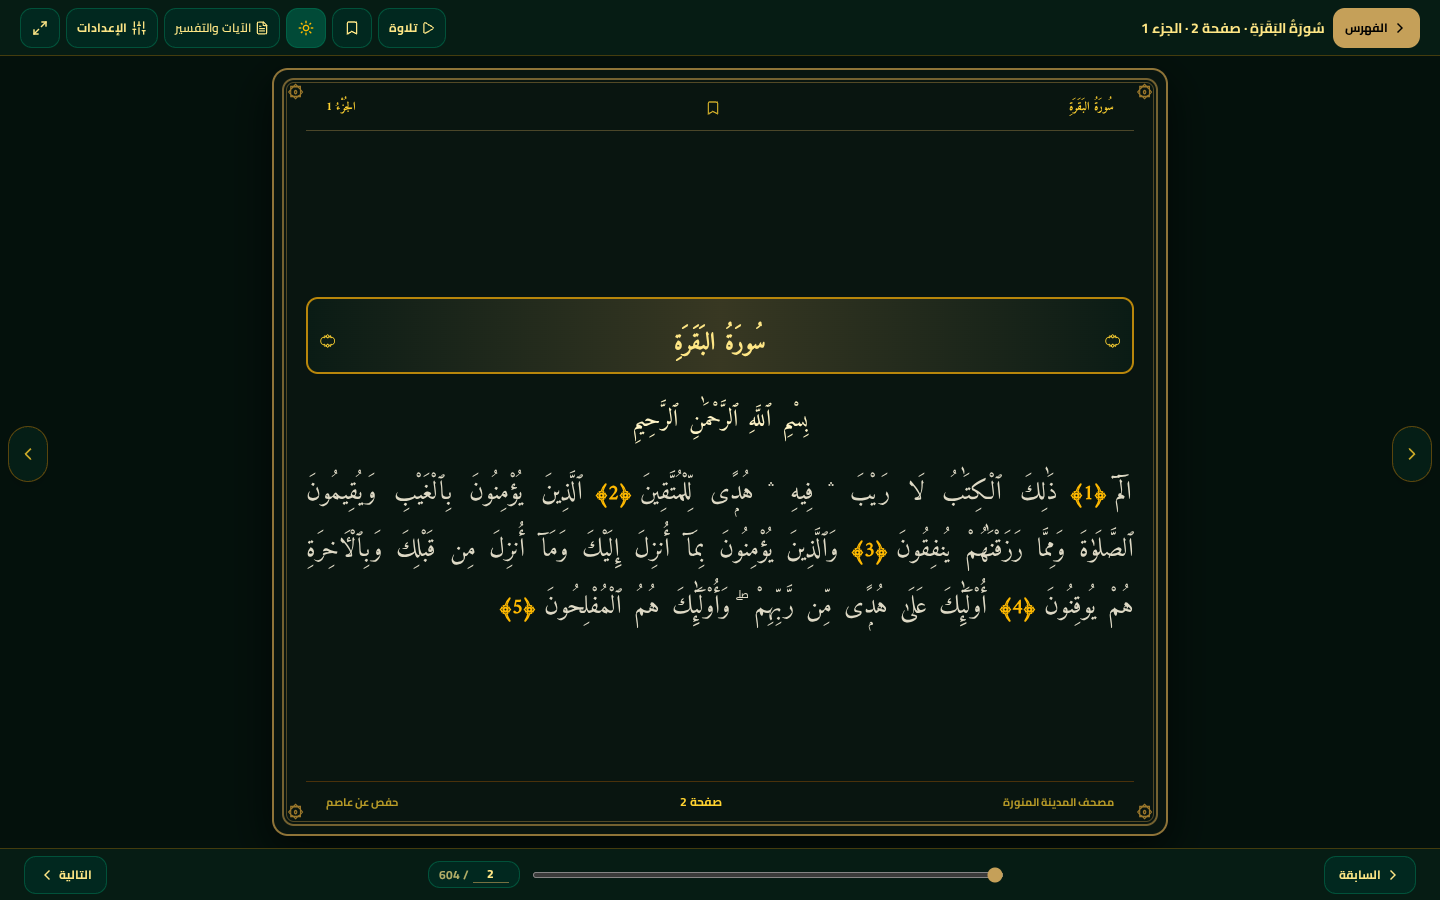 الفهرس
سُورَةُ البَقَرَةِ · صفحة 2 · الجزء 1
تلاوة
الآيات والتفسير
الإعدادات
سُورَةُ البَقَرَةِ
الجُزْءُ 1
سُورَةُ البَقَرَةِ
بِسْمِ ٱللَّهِ ٱلرَّحْمَٰنِ ٱلرَّحِيمِ
الٓمٓ ﴿1﴾ ذَٰلِكَ ٱلْكِتَٰبُ لَا رَيْبَ ۛ فِيهِ ۛ هُدًۭى لِّلْمُتَّقِينَ ﴿2﴾ ٱلَّذِينَ يُؤْمِنُونَ بِٱلْغَيْبِ وَيُقِيمُونَ
ٱلصَّلَوٰةَ وَمِمَّا رَزَقْنَٰهُمْ يُنفِقُونَ ﴿3﴾ وَٱلَّذِينَ يُؤْمِنُونَ بِمَآ أُنزِلَ إِلَيْكَ وَمَآ أُنزِلَ مِن قَبْلِكَ وَبِٱلْءَاخِرَةِ
هُمْ يُوقِنُونَ ﴿4﴾ أُو۟لَٰٓئِكَ عَلَىٰ هُدًۭى مِّن رَّبِّهِمْ ۖ وَأُو۟لَٰٓئِكَ هُمُ ٱلْمُفْلِحُونَ ﴿5﴾
مصحف المدينة المنورة
صفحة 2
حفص عن عاصم
السابقة
2 / 604
التالية